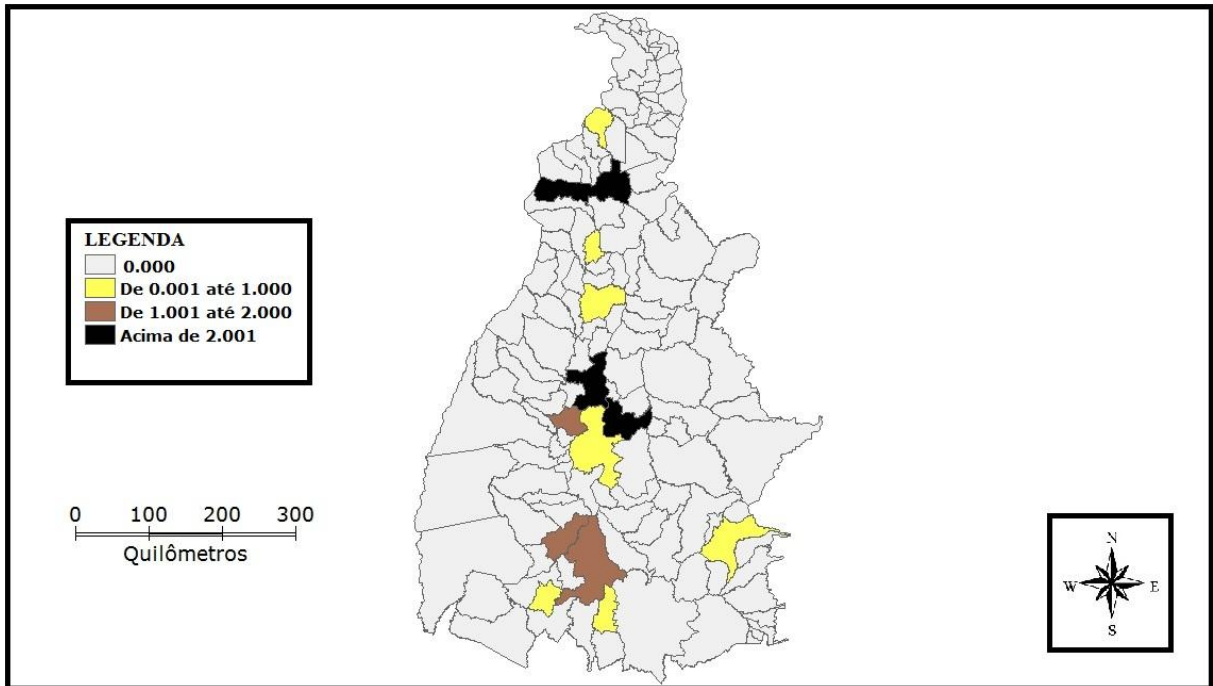 LEGENDA
0.000
De 0.001 até 1.000
De 1.001 até 2.000
Acima de 2.001
0 100 200 300
Quilômetros
N
W E
S